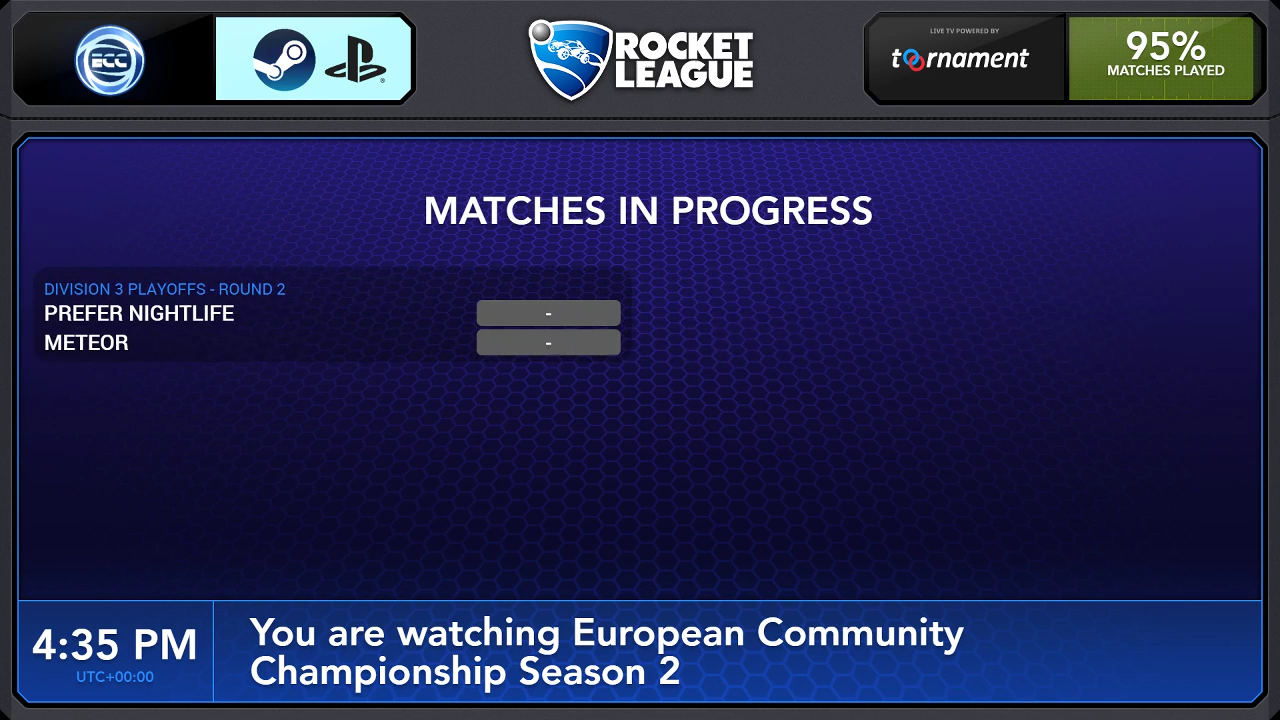 ECC
ROCKET
LEAGUE
LIVE TV POWERED BY
toornament
95%
MATCHES PLAYED
MATCHES IN PROGRESS
DIVISION 3 PLAYOFFS - ROUND 2
PREFER NIGHTLIFE
-
METEOR
-
4:35 PM
UTC+00:00
You are watching European Community
Championship Season 2